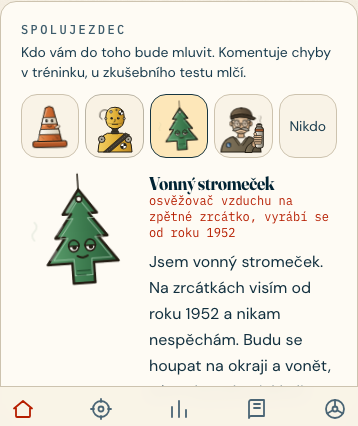 SPOLUJEZDEC
Kdo vám do toho bude mluvit. Komentuje chyby
v tréninku, u zkušebního testu mlčí.
Nikdo
Vonný stromeček
osvěžovač vzduchu na
zpětné zrcátko, vyrábí se
od roku 1952
Jsem vonný stromeček.
Na zrcátkách visím od
roku 1952 a nikam
nespěchám. Budu se
houpat na okraji a vonět,